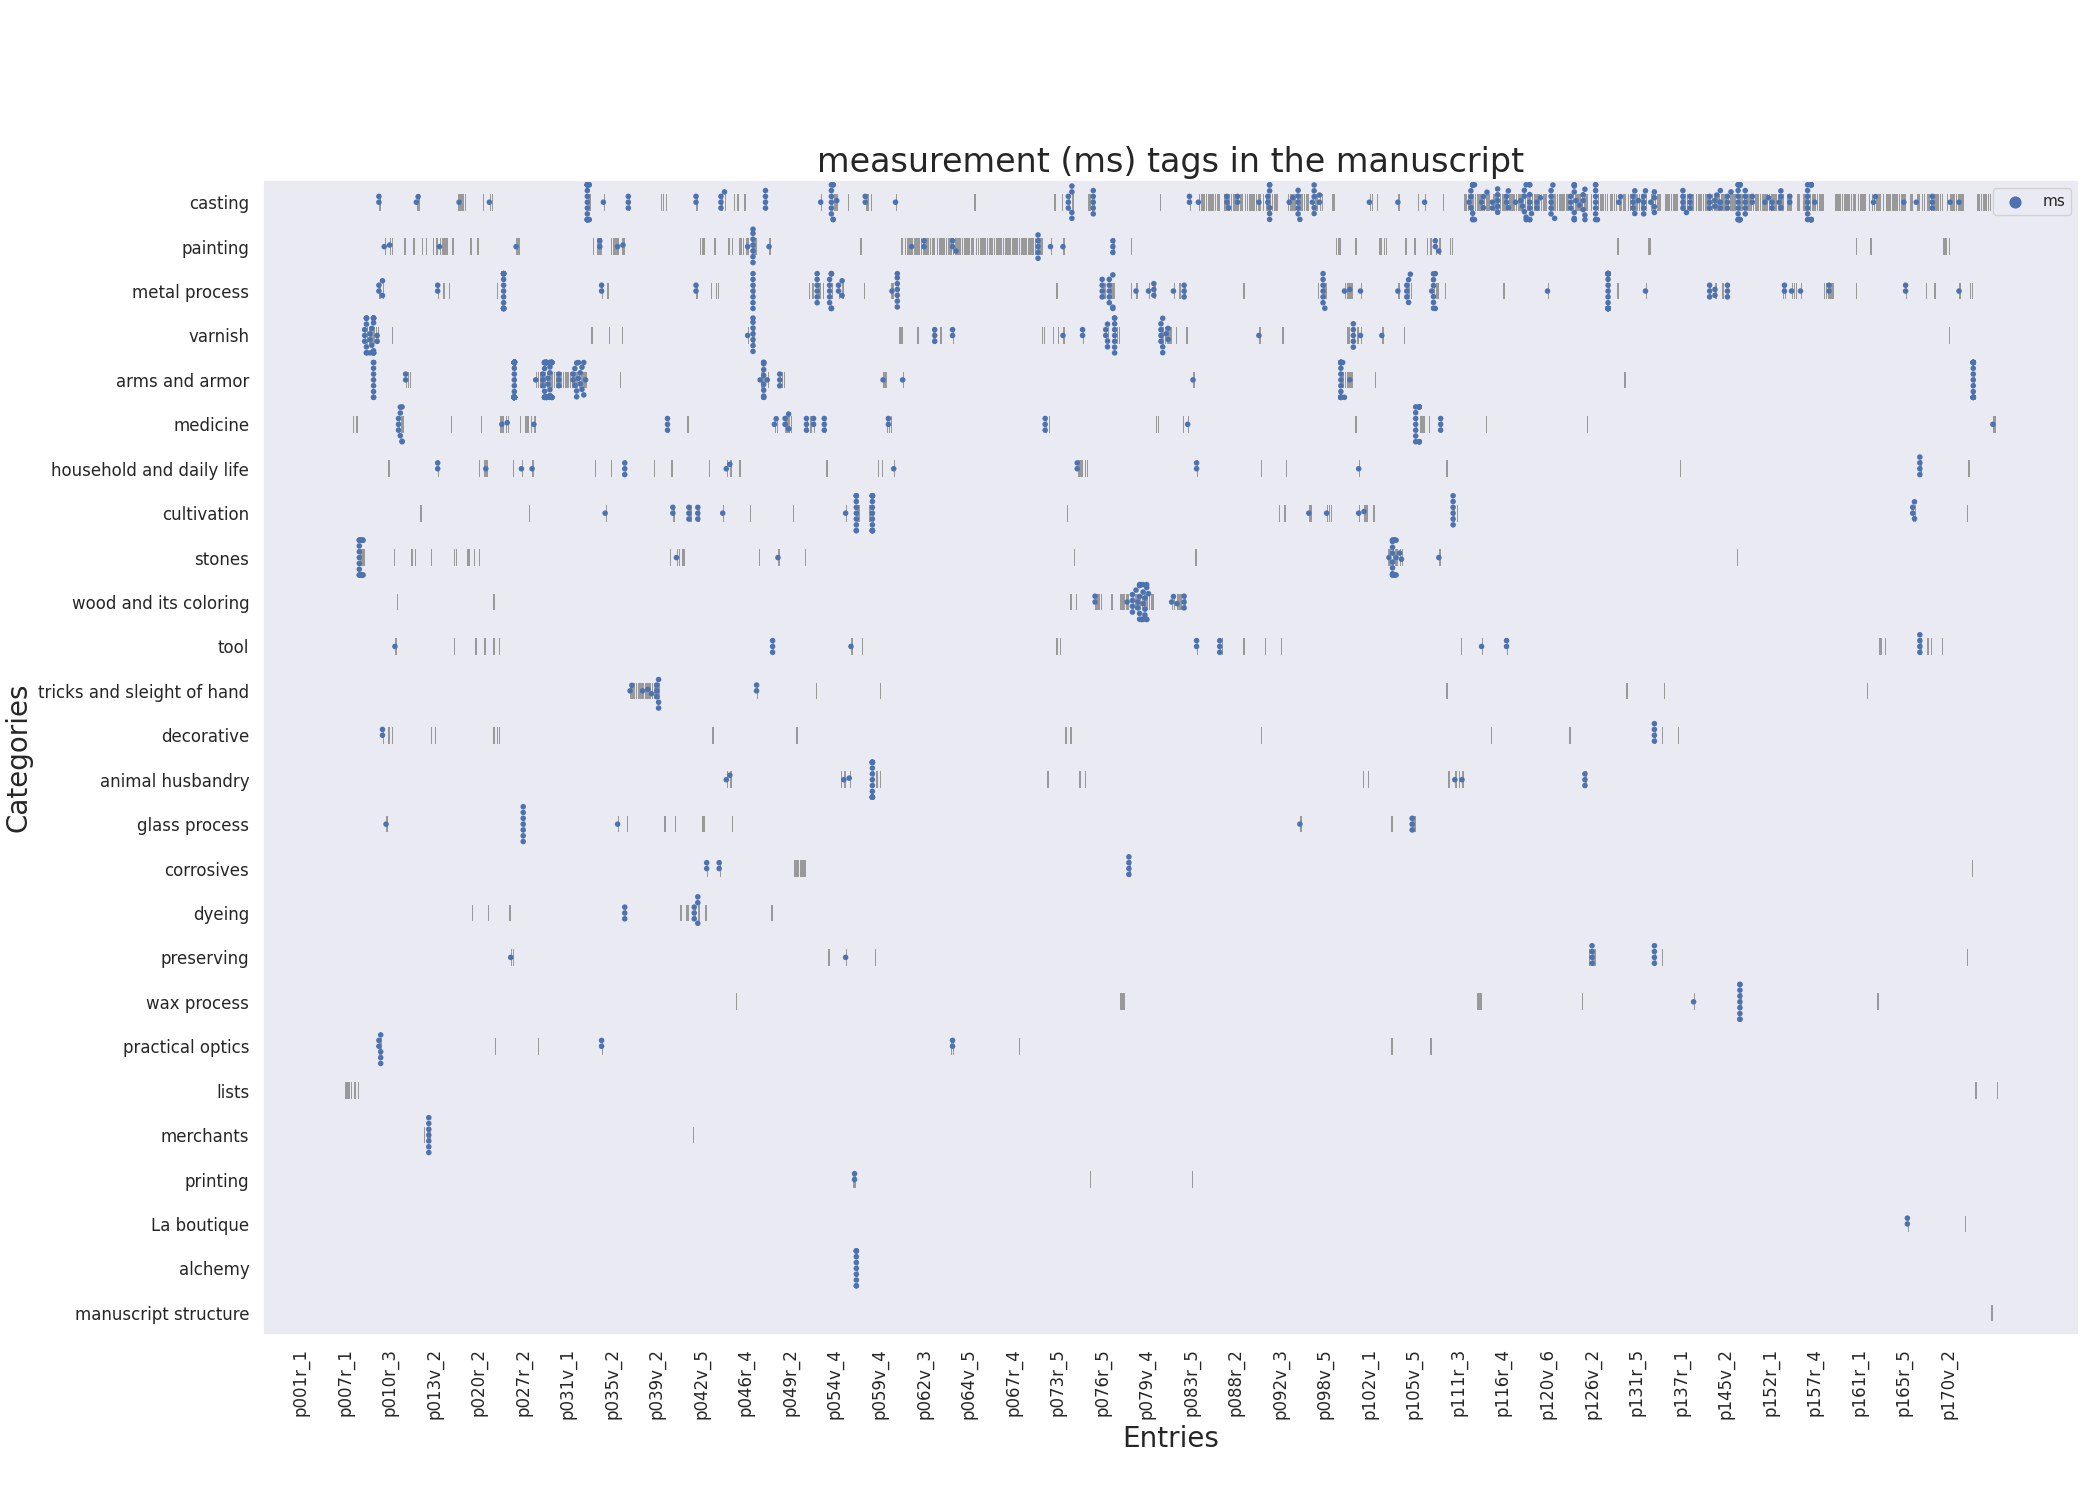 measurement (ms) tags in the manuscript
ms
Categories
casting
painting
metal process
varnish
arms and armor
medicine
household and daily life
cultivation
stones
wood and its coloring
tool
tricks and sleight of hand
decorative
animal husbandry
glass process
corrosives
dyeing
preserving
wax process
practical optics
lists
merchants
printing
La boutique
alchemy
manuscript structure
p001r_1
p007r_1
p010r_3
p013v_2
p020r_2
p027r_2
p031v_1
p035v_2
p039v_2
p042v_5
p046r_4
p049r_2
p054v_4
p059v_4
p062v_3
p064v_5
p067r_4
p073r_5
p076r_5
p079v_4
p083r_5
p088r_2
p092v_3
p098v_5
p102v_1
p105v_5
p111r_3
p116r_4
p120v_6
p126v_2
p131r_5
p137r_1
p145v_2
p152r_1
p157r_4
p161r_1
p165r_5
p170v_2
Entries